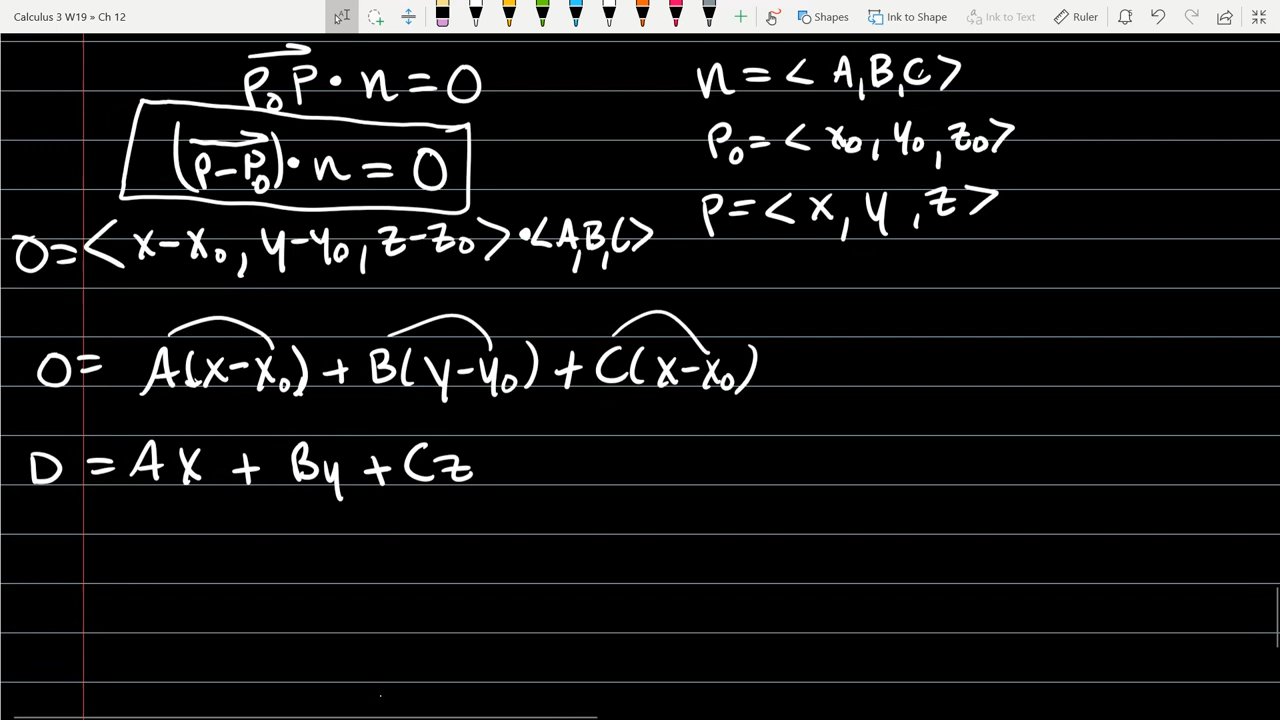 Calculus 3 W19 » Ch 12
Shapes Ink to Shape Ink to Text Ruler
P₀P · n = 0
n = < A, B, C >
(P - P₀) · n = 0
P₀ = < x₀, y₀, z₀ >
P = < x, y, z >
0 = < x - x₀, y - y₀, z - z₀ > · < A, B, C >
0 = A(x - x₀) + B(y - y₀) + C(x - x₀)
D = Ax + By + Cz